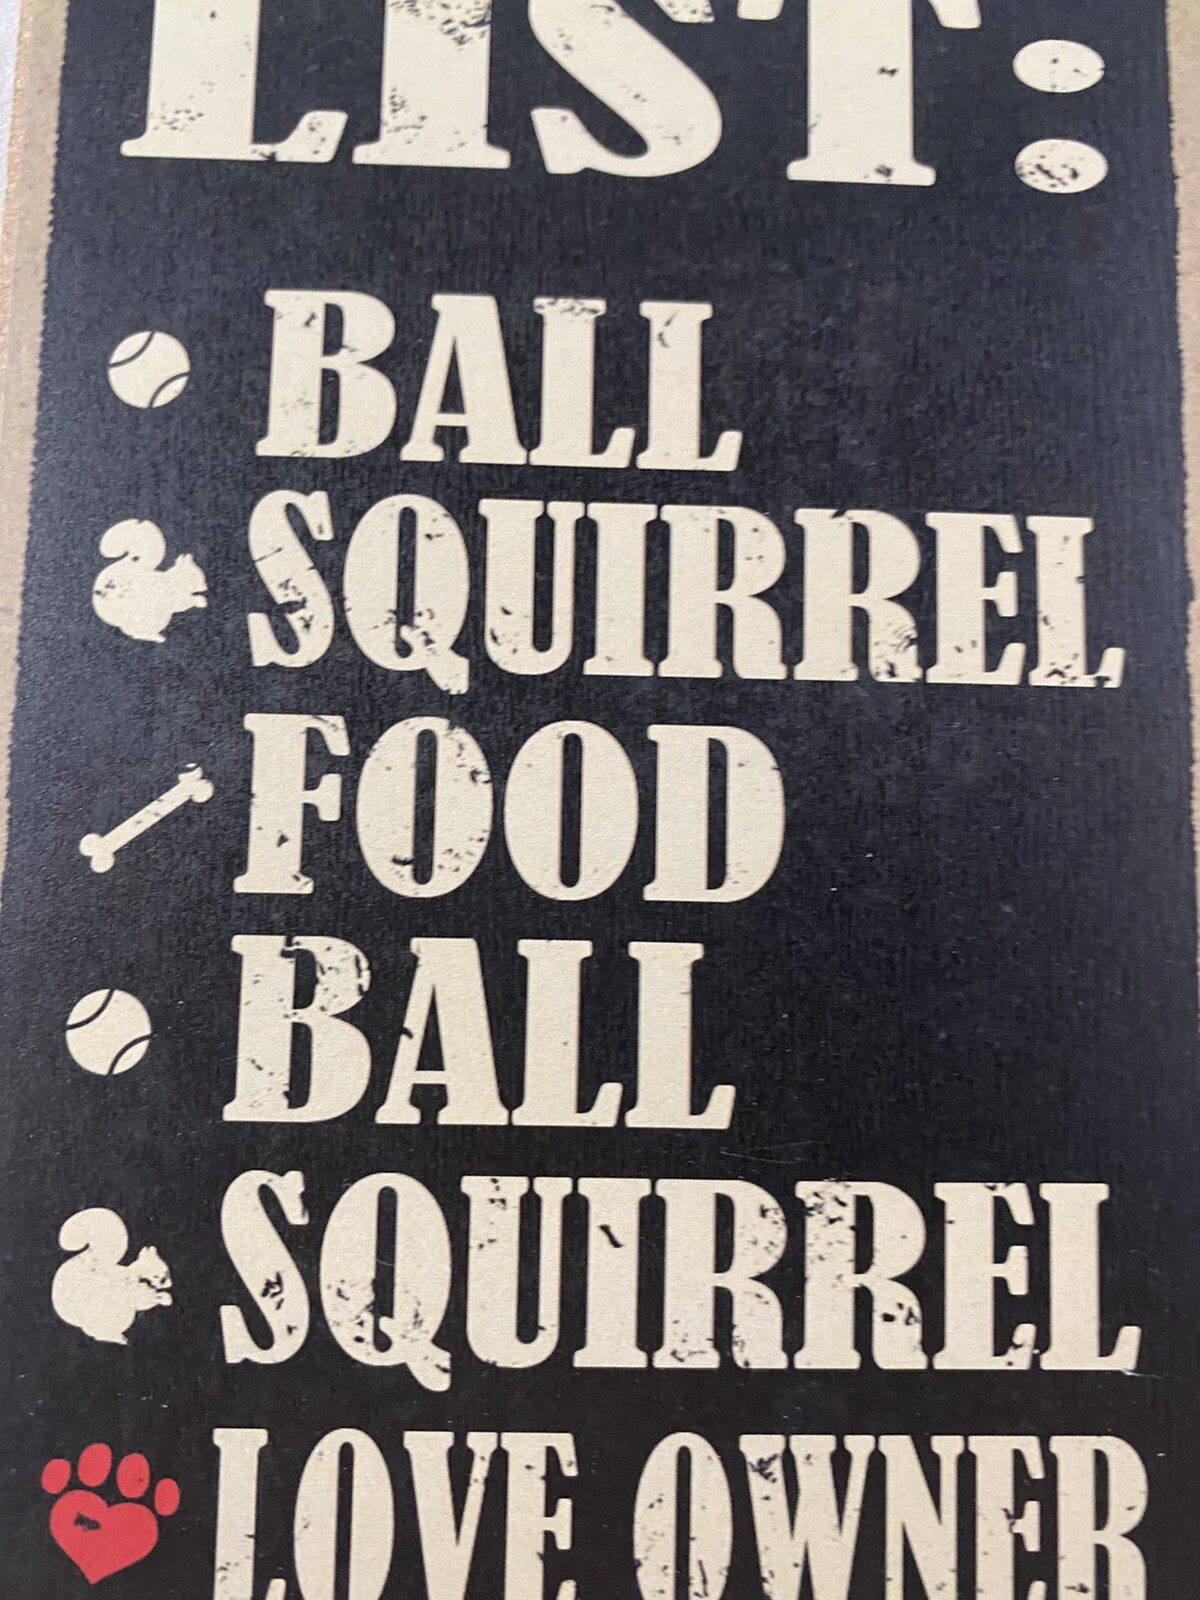 LIST:
BALL
SQUIRREL
FOOD
BALL
SQUIRREL
LOVE OWNER